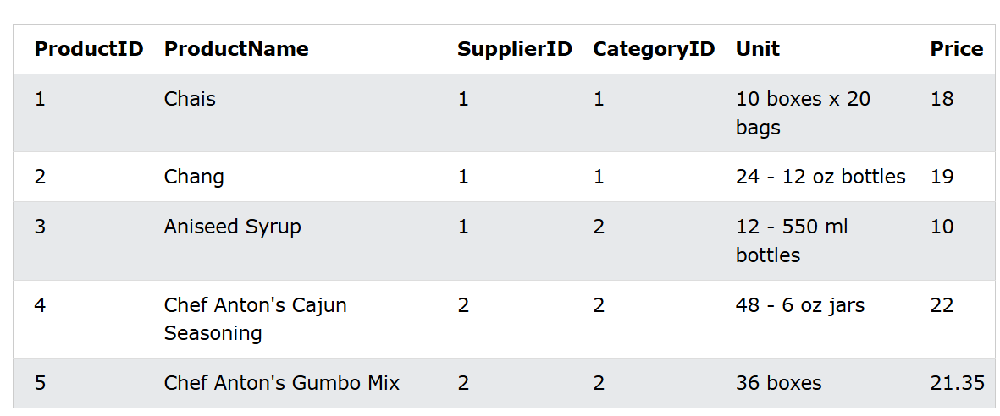 ProductID ProductName SupplierID CategoryID Unit Price
1 Chais 1 1 10 boxes x 20 18
bags
2 Chang 1 1 24 - 12 oz bottles 19
3 Aniseed Syrup 1 2 12 - 550 ml 10
bottles
4 Chef Anton's Cajun 2 2 48 - 6 oz jars 22
Seasoning
5 Chef Anton's Gumbo Mix 2 2 36 boxes 21.35